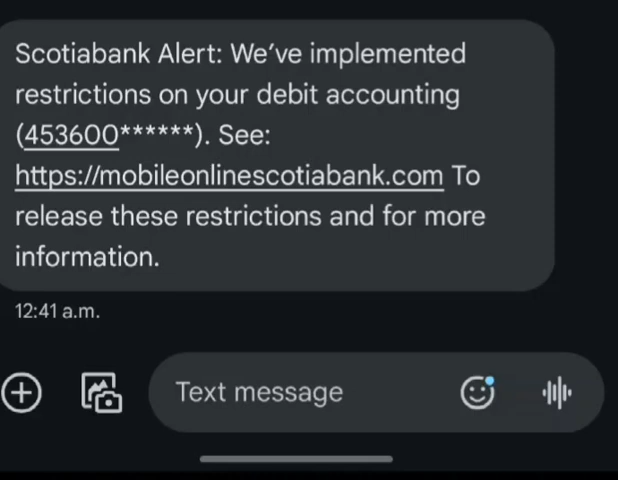 Scotiabank Alert: We've implemented
restrictions on your debit accounting
(453600******). See:
https://mobileonlinescotiabank.com To
release these restrictions and for more
information.
12:41 a.m.
Text message